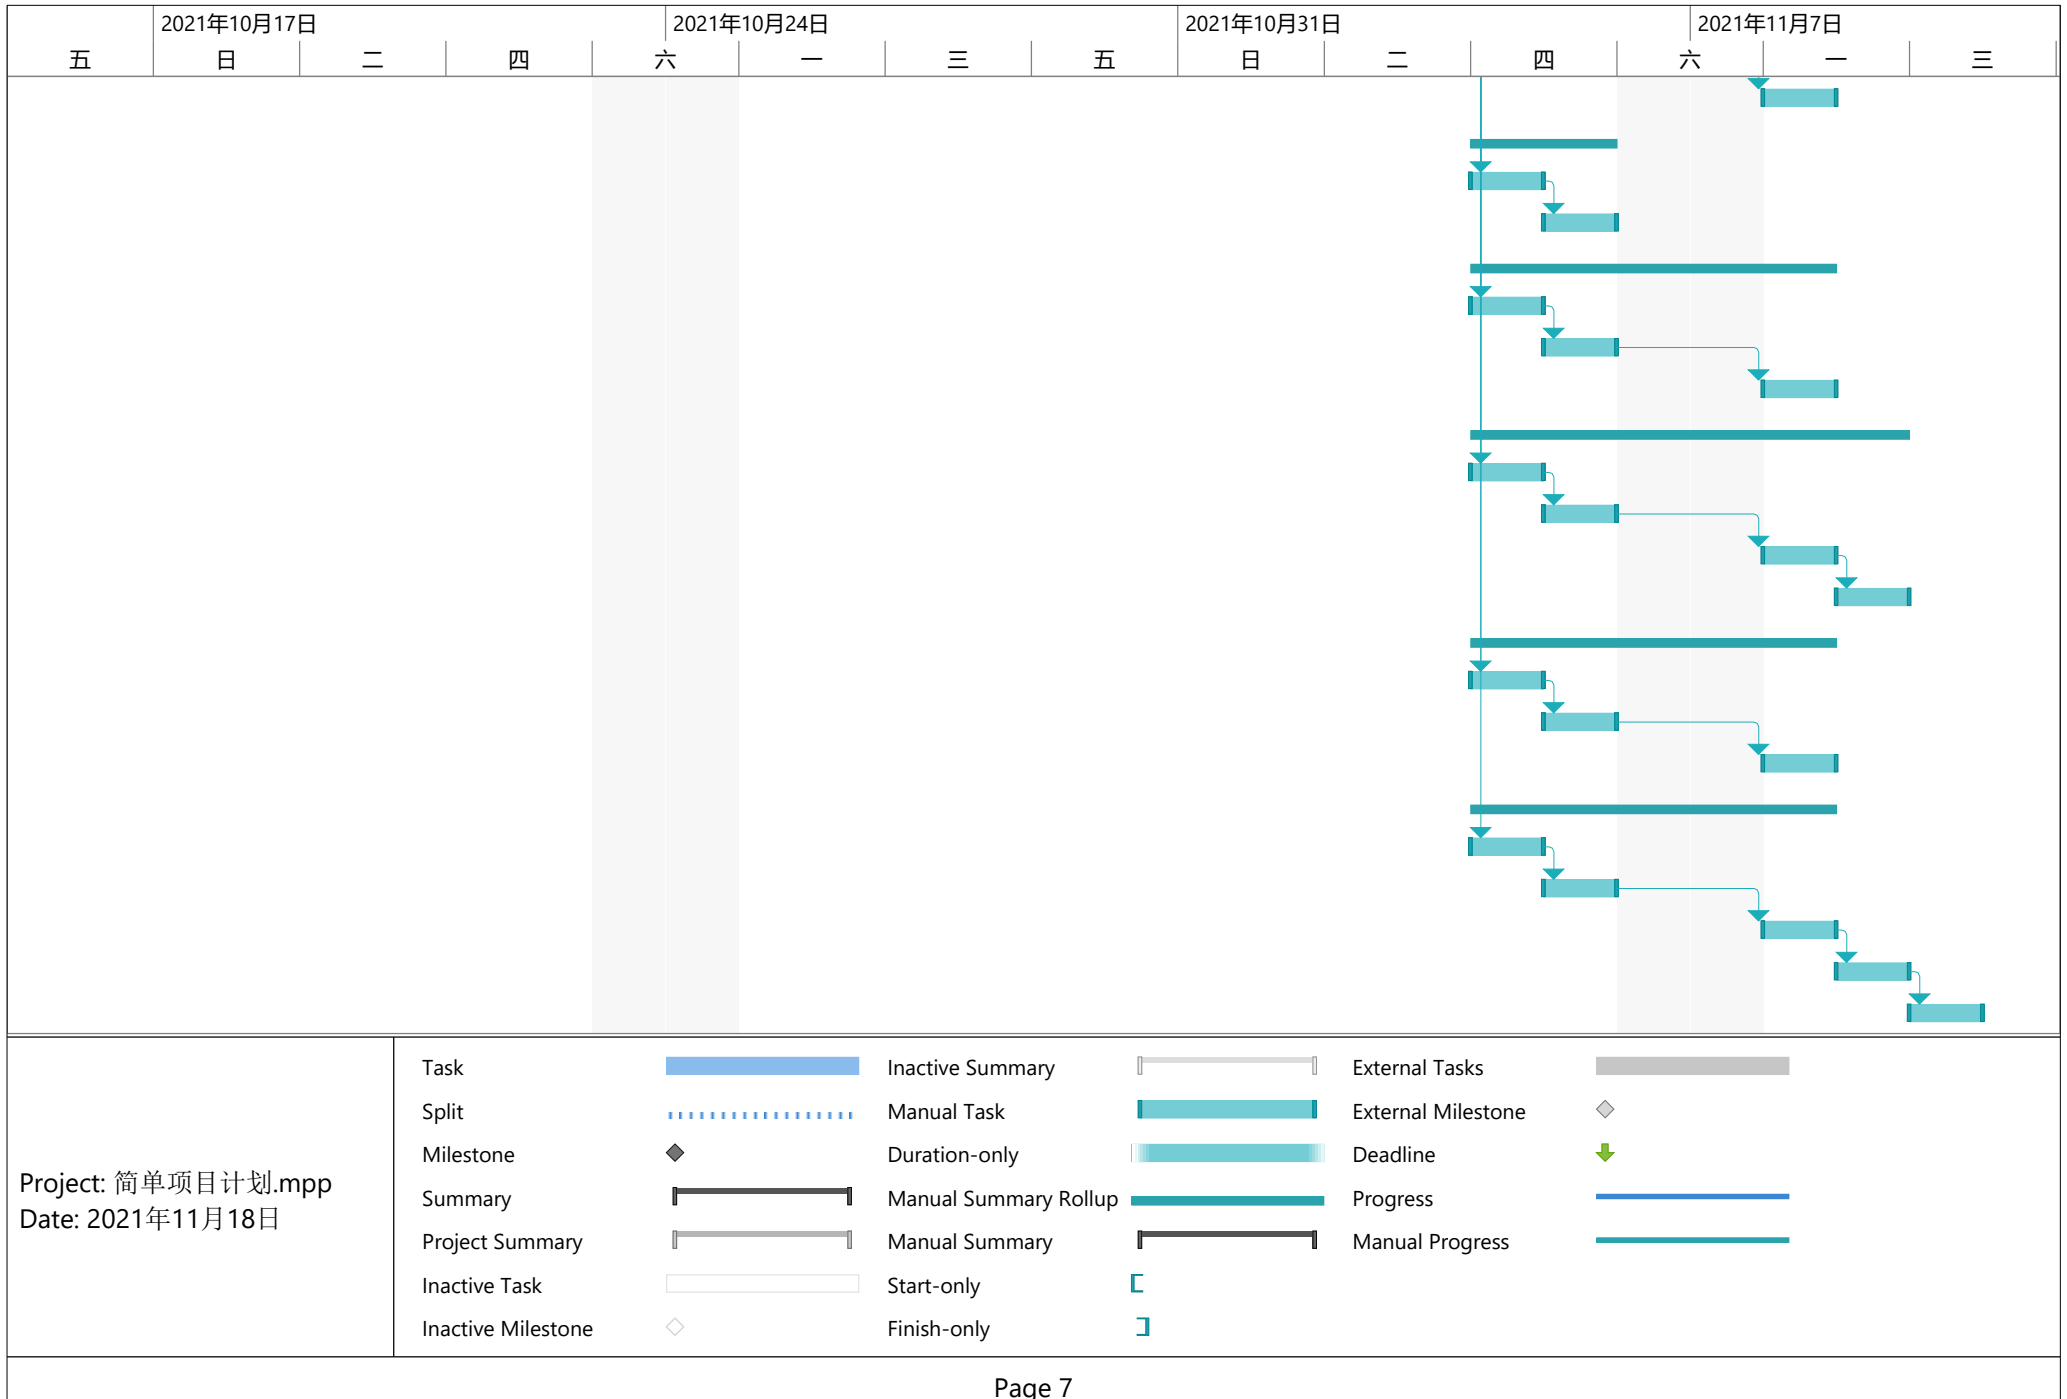 2021年10月17日 2021年10月24日 2021年10月31日 2021年11月7日
五 日 二 四 六 一 三 五 日 二 四 六 一 三
Project: 简单项目计划.mpp
Date: 2021年11月18日
Task
Split
Milestone
Summary
Project Summary
Inactive Task
Inactive Milestone
Inactive Summary
Manual Task
Duration-only
Manual Summary Rollup
Manual Summary
Start-only
Finish-only
External Tasks
External Milestone
Deadline
Progress
Manual Progress
Page 7